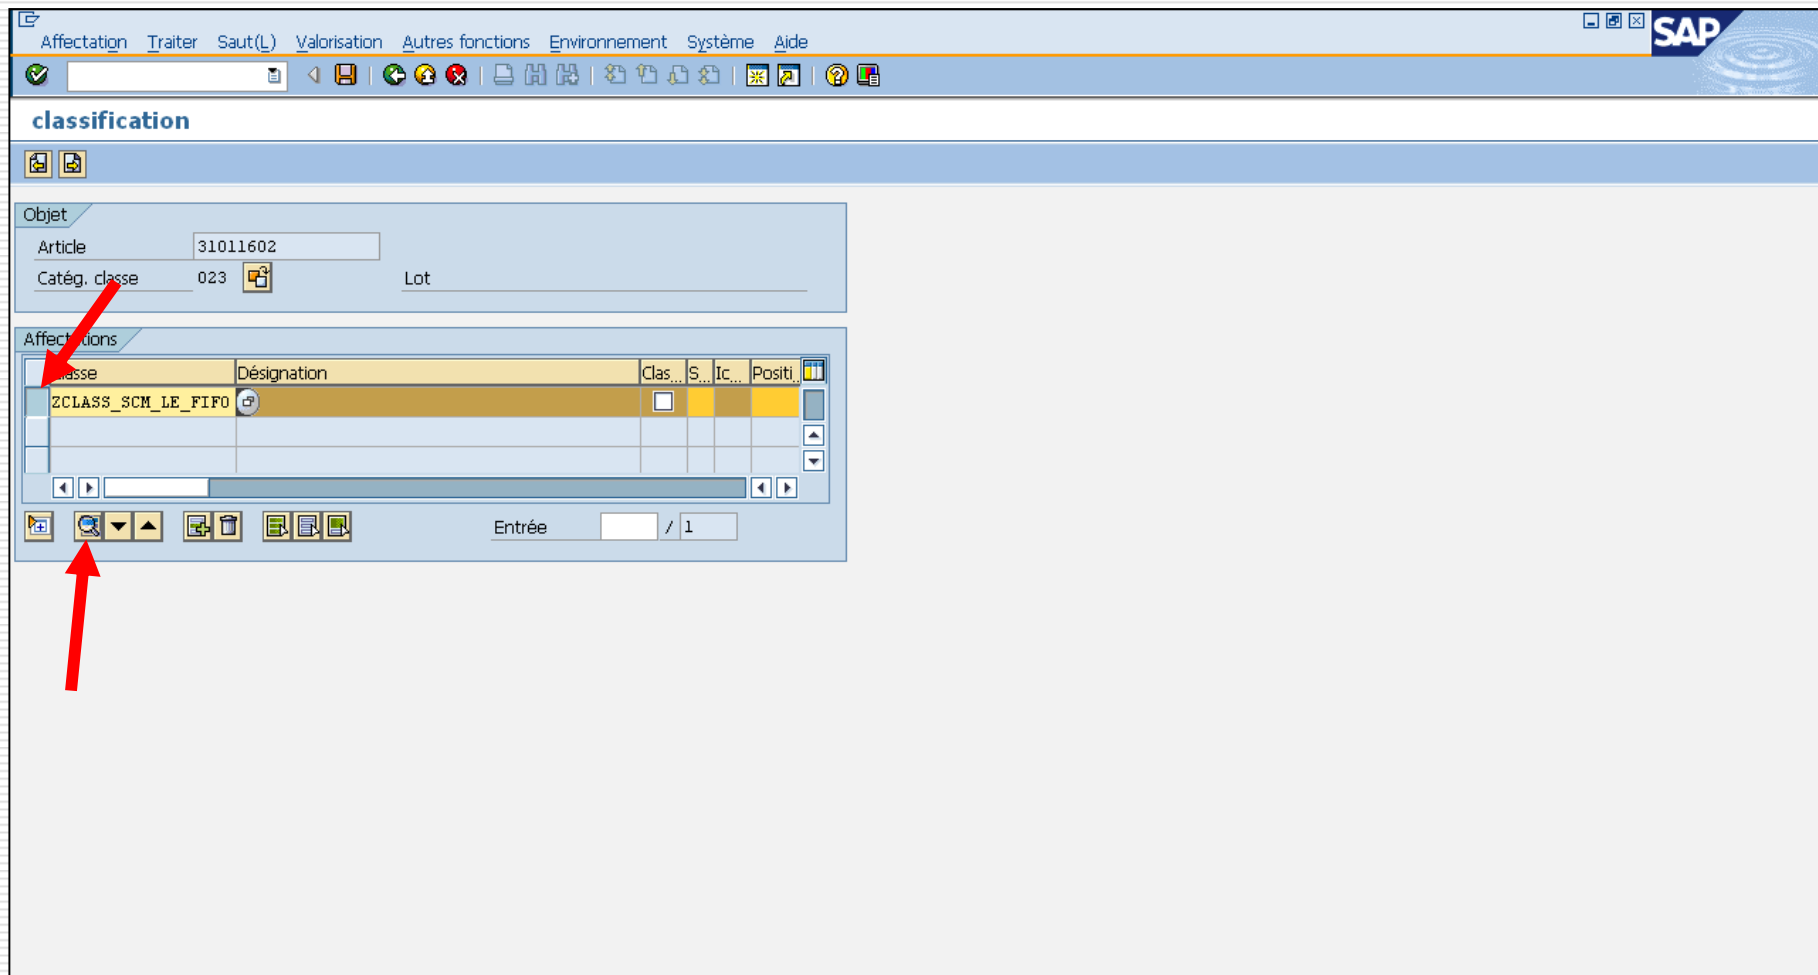 Affectation Traiter Saut(L) Valorisation Autres fonctions Environnement Système Aide
SAP
classification
Objet
Article 31011602
Catég. classe 023 Lot
Affectations
Désignation Clas... S... Ic... Positi..
ZCLASS_SCM_LE_FIFO
Entrée / 1